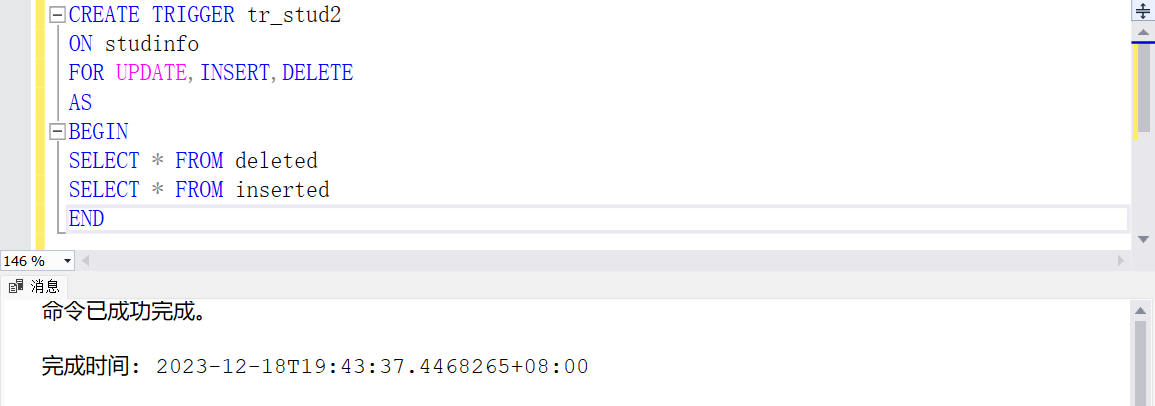 CREATE TRIGGER tr_stud2
ON studinfo
FOR UPDATE,INSERT,DELETE
AS
BEGIN
SELECT * FROM deleted
SELECT * FROM inserted
END
146 %
消息
命令已成功完成。
完成时间: 2023-12-18T19:43:37.4468265+08:00